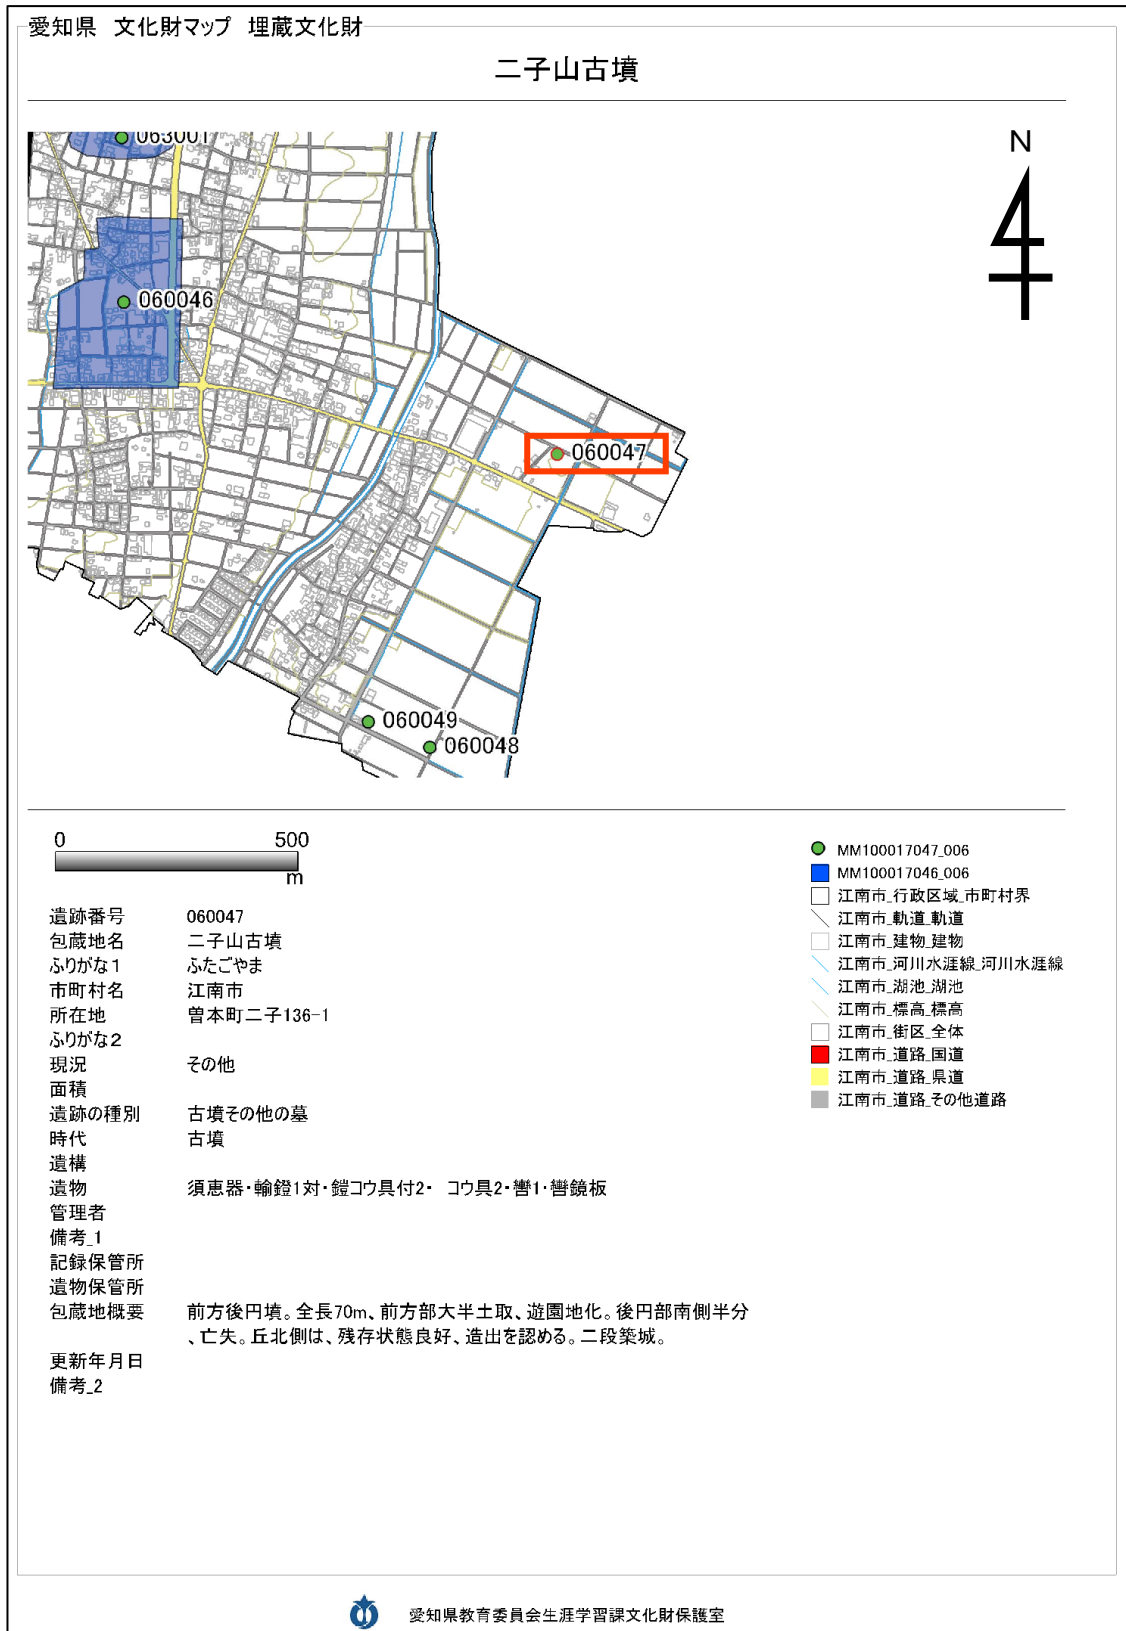 愛知県 文化財マップ 埋蔵文化財
二子山古墳
N
063001
060046
060047
060049
060048
0 500
m
MM100017047_006
MM100017046_006
江南市_行政区域_市町村界
江南市_軌道_軌道
江南市_建物_建物
江南市_河川水涯線_河川水涯線
江南市_湖池_湖池
江南市_標高_標高
江南市_街区_全体
江南市_道路_国道
江南市_道路_県道
江南市_道路_その他道路
遺跡番号 060047
包蔵地名 二子山古墳
ふりがな1 ふたごやま
市町村名 江南市
所在地 曽本町二子136-1
ふりがな2
現況 その他
面積
遺跡の種別 古墳その他の墓
時代 古墳
遺構
遺物 須恵器・輪鐙1対・鎧コウ具付2・ コウ具2・轡1・轡鏡板
管理者
備考_1
記録保管所
遺物保管所
包蔵地概要 前方後円墳。全長70m、前方部大半土取、遊園地化。後円部南側半分
、亡失。丘北側は、残存状態良好、造出を認める。二段築城。
更新年月日
備考_2
愛知県教育委員会生涯学習課文化財保護室